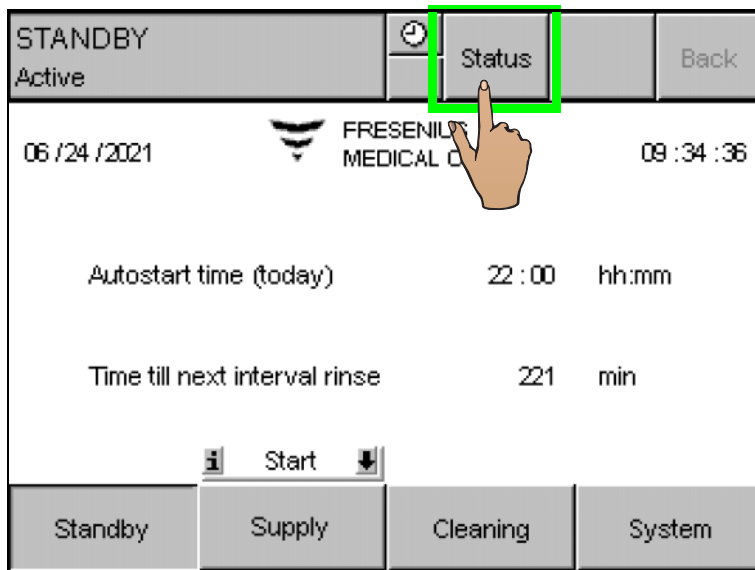 STANDBY
Active
Status
Back
06 /24 /2021
FRESENIUS
MEDICAL C
09 :34 :36
Autostart time (today) 22 : 00 hh:mm
Time till next interval rinse 221 min
i Start
Standby Supply Cleaning System